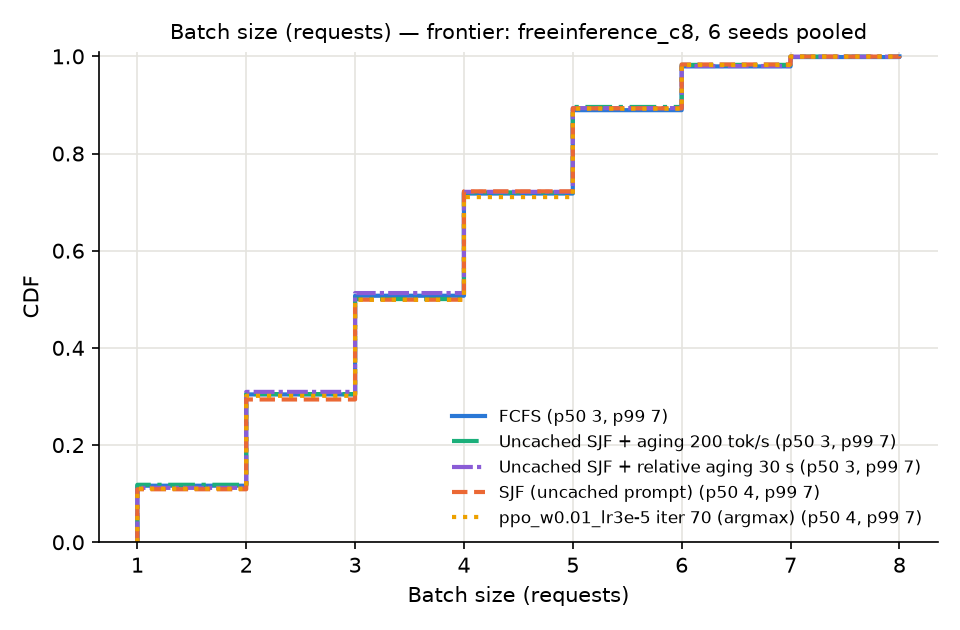 Batch size (requests) — frontier: freeinference_c8, 6 seeds pooled
1.0
0.8
0.6
0.4
0.2
0.0
CDF
FCFS (p50 3, p99 7)
Uncached SJF + aging 200 tok/s (p50 3, p99 7)
Uncached SJF + relative aging 30 s (p50 3, p99 7)
SJF (uncached prompt) (p50 4, p99 7)
ppo_w0.01_lr3e-5 iter 70 (argmax) (p50 4, p99 7)
1 2 3 4 5 6 7 8
Batch size (requests)